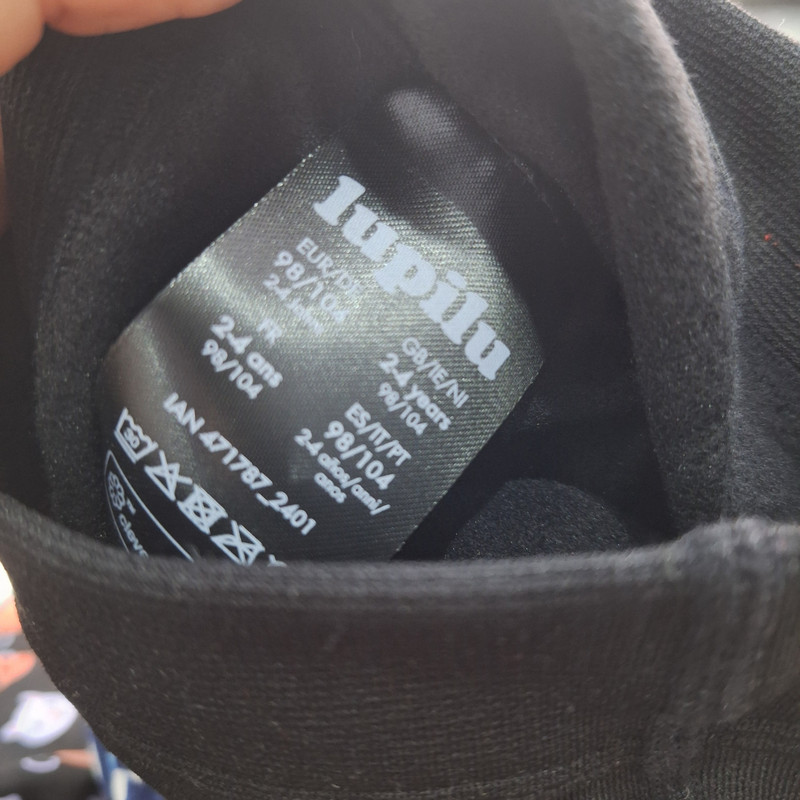 lupilu
EUR/DE
98/104
GB/IE/NI
2-4 years
98/104
FR
2-4 ans
98/104
ES/IT/PT
98/104
2-4 años/anni/
anos
IAN 471787_2401